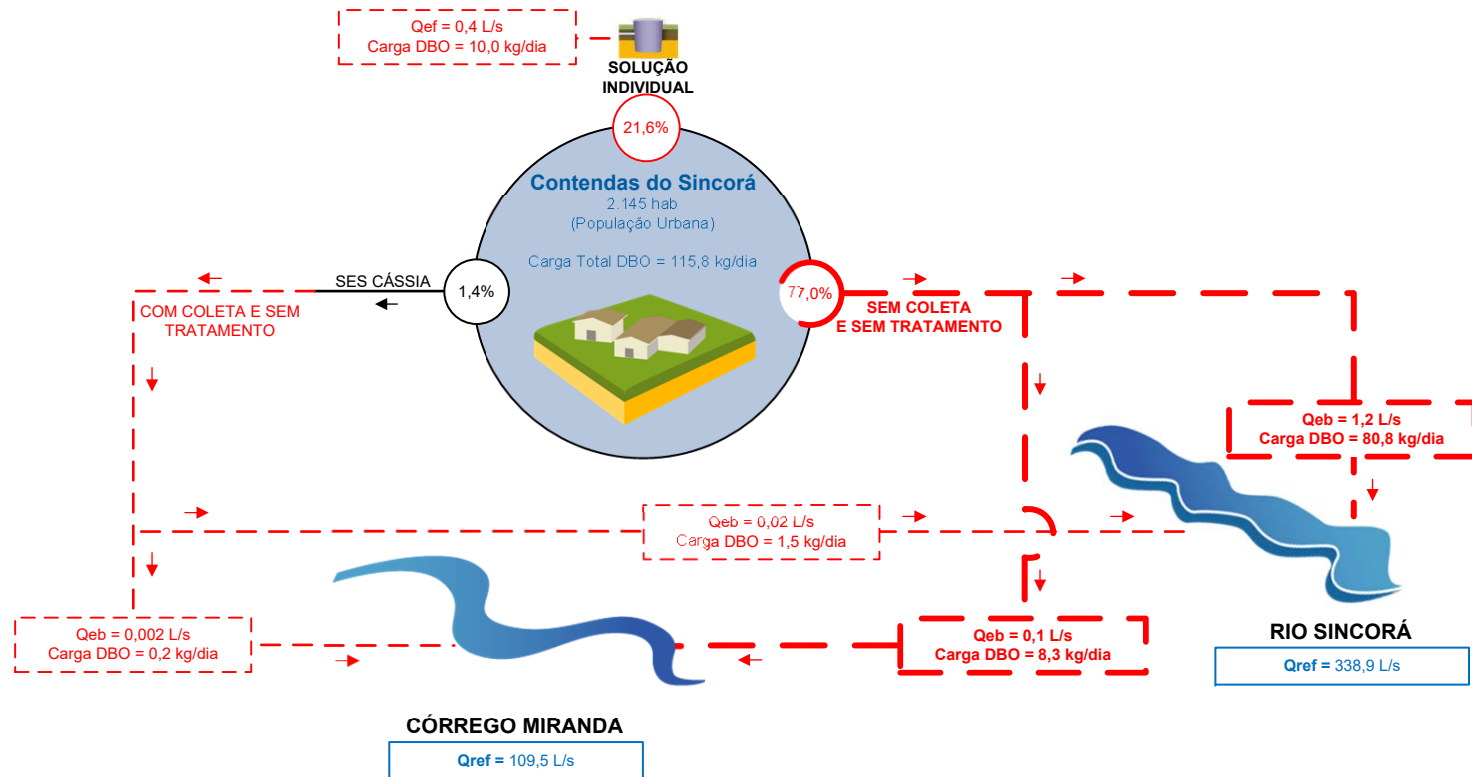 Qef = 0,4 L/s
Carga DBO = 10,0 kg/dia
SOLUÇÃO
INDIVIDUAL
21,6%
Contendas do Sincorá
2.145 hab
(População Urbana)
Carga Total DBO = 115,8 kg/dia
SES CÁSSIA
1,4%
77,0%
COM COLETA E SEM
TRATAMENTO
SEM COLETA
E SEM TRATAMENTO
Qeb = 1,2 L/s
Carga DBO = 80,8 kg/dia
Qeb = 0,02 L/s
Carga DBO = 1,5 kg/dia
Qeb = 0,002 L/s
Carga DBO = 0,2 kg/dia
Qeb = 0,1 L/s
Carga DBO = 8,3 kg/dia
RIO SINCORÁ
Qref = 338,9 L/s
CÓRREGO MIRANDA
Qref = 109,5 L/s